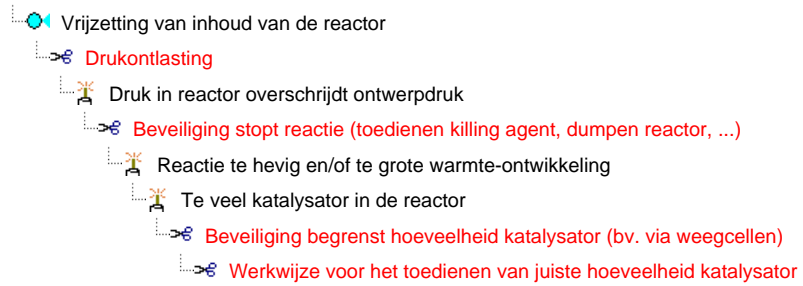 Vrijzetting van inhoud van de reactor
Drukontlasting
Druk in reactor overschrijdt ontwerpdruk
Beveiliging stopt reactie (toedienen killing agent, dumpen reactor, ...)
Reactie te hevig en/of te grote warmte-ontwikkeling
Te veel katalysator in de reactor
Beveiliging begrenst hoeveelheid katalysator (bv. via weegcellen)
Werkwijze voor het toedienen van juiste hoeveelheid katalysator